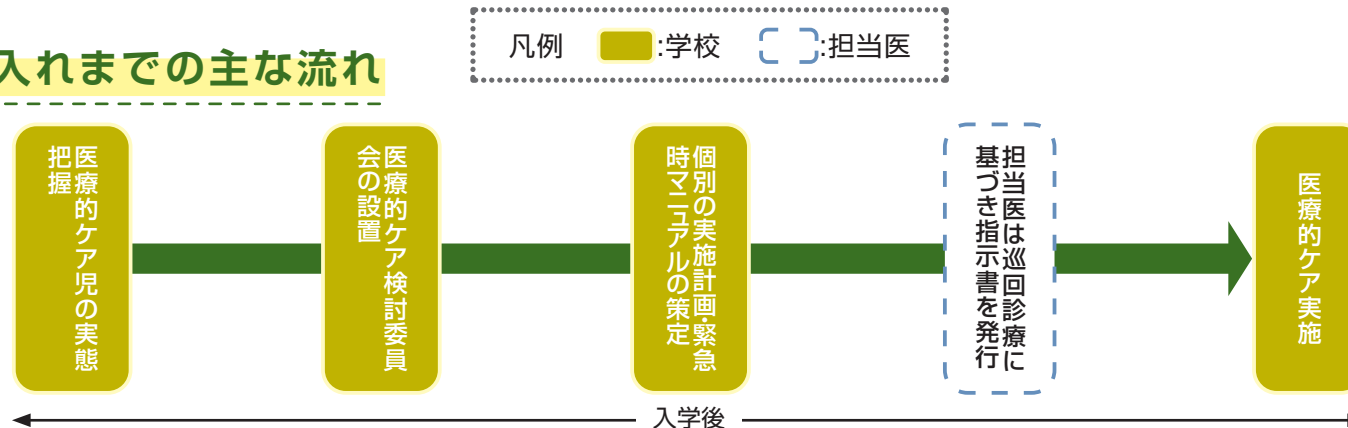 入れまでの主な流れ
凡例 :学校 :担当医
医療的ケア児の実態
把握
医療的ケア検討委員
会の設置
個別の実施計画・緊急
時マニュアルの策定
担当医は巡回診療に
基づき指示書を発行
医療的ケア実施
入学後